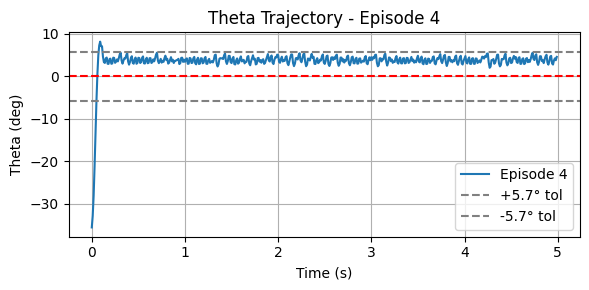 Theta Trajectory - Episode 4
Theta (deg)
10
0
−10
−20
−30
0
1
2
3
4
5
Time (s)
Episode 4
+5.7° tol
-5.7° tol